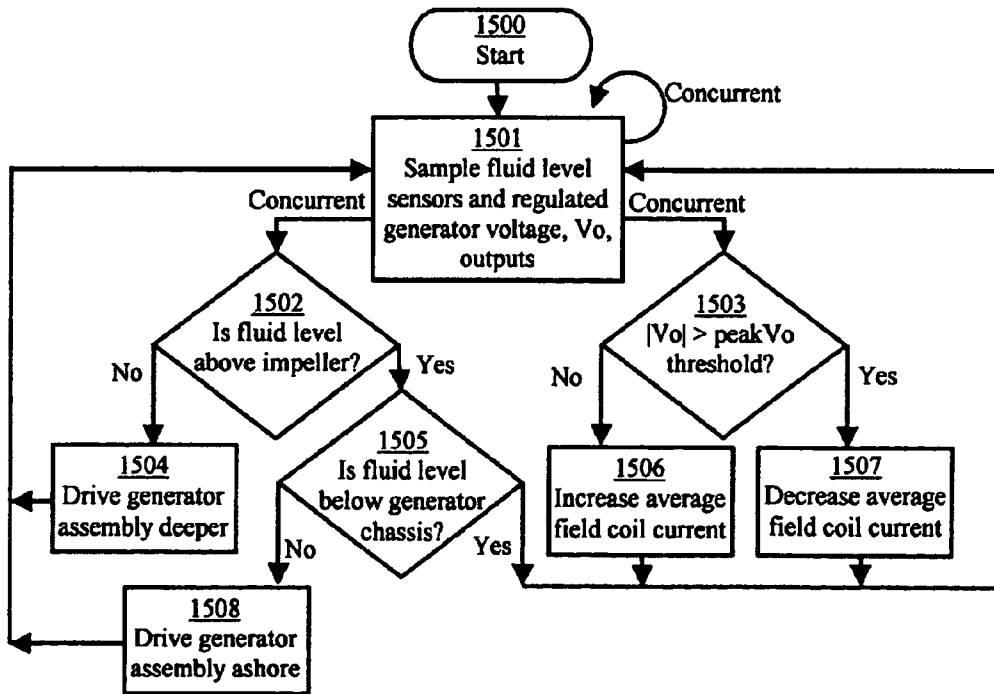 1500
Start
Concurrent
1501
Sample fluid level
sensors and regulated
generator voltage, Vo,
outputs
Concurrent
Concurrent
1502
Is fluid level
above impeller?
No
Yes
1503
|Vo| > peakVo
threshold?
No
Yes
1504
Drive generator
assembly deeper
1505
Is fluid level
below generator
chassis?
No
Yes
1506
Increase average
field coil current
1507
Decrease average
field coil current
1508
Drive generator
assembly ashore